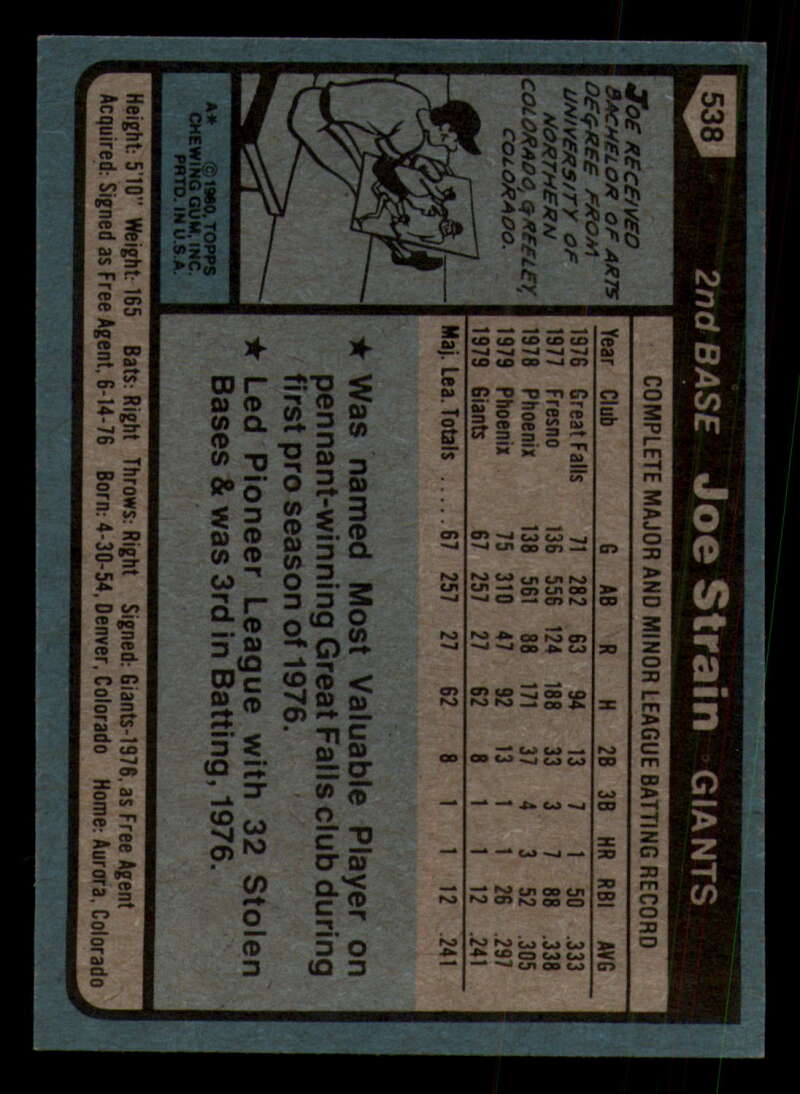 538
2nd BASE Joe Strain GIANTS
JOE RECEIVED
BACHELOR OF ARTS
DEGREE FROM
UNIVERSITY OF
NORTHERN
COLORADO, GREELEY,
COLORADO.
A* © 1980, TOPPS
CHEWING GUM, INC.
PRTD. IN U.S.A.
COMPLETE MAJOR AND MINOR LEAGUE BATTING RECORD
Year Club G AB R H 2B 3B HR RBI AVG
1976 Great Falls 71 282 63 94 13 7 1 50 .333
1977 Fresno 136 556 124 188 33 3 7 88 .338
1978 Phoenix 138 561 88 171 37 4 3 52 .305
1979 Phoenix 75 310 47 92 13 1 1 26 .297
1979 Giants 67 257 27 62 8 1 1 12 .241
Maj. Lea. Totals ..... 67 257 27 62 8 1 1 12 .241
★ Was named Most Valuable Player on
pennant-winning Great Falls club during
first pro season of 1976.
★ Led Pioneer League with 32 Stolen
Bases & was 3rd in Batting, 1976.
Height: 5'10" Weight: 165 Bats: Right Throws: Right Signed: Giants-1976, as Free Agent
Acquired: Signed as Free Agent, 6-14-76 Born: 4-30-54, Denver, Colorado Home: Aurora, Colorado